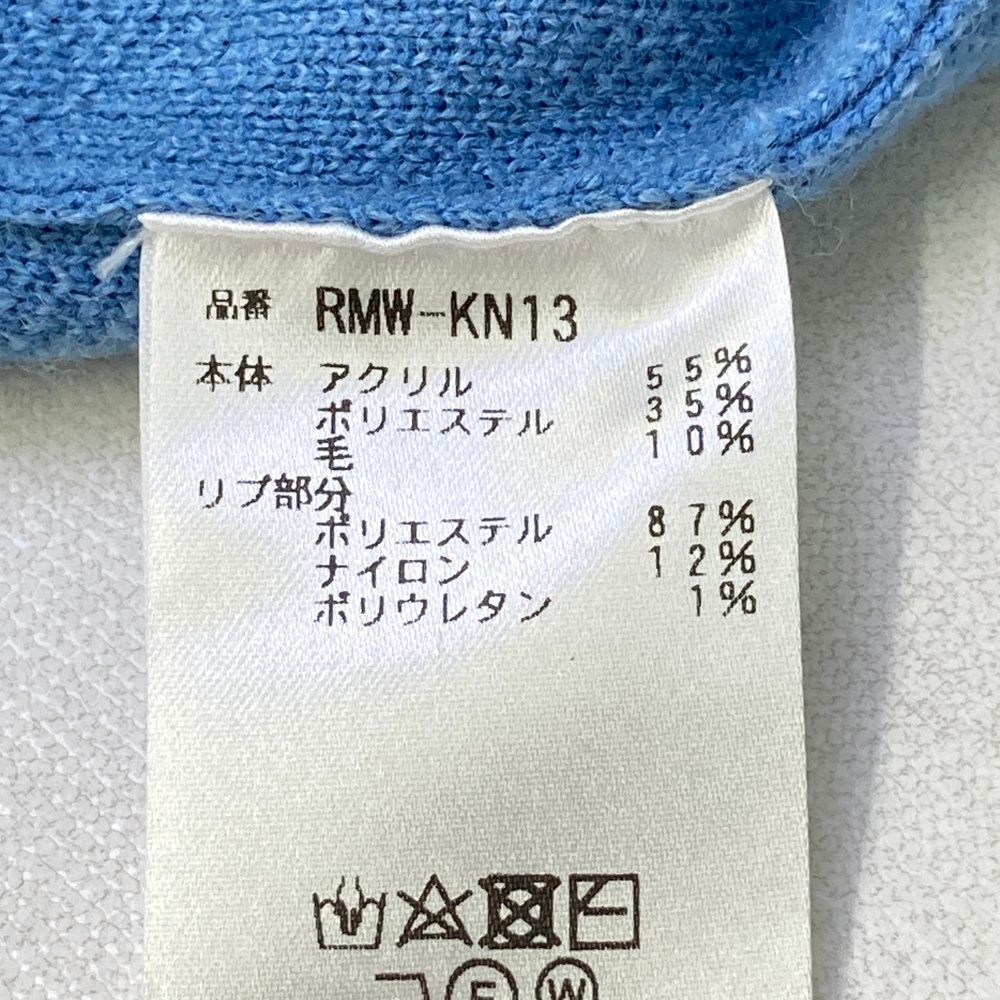 品番 RMW-KN13
本体 アクリル 55%
ポリエステル 35%
毛 10%
リブ部分
ポリエステル 87%
ナイロン 12%
ポリウレタン 1%
F W